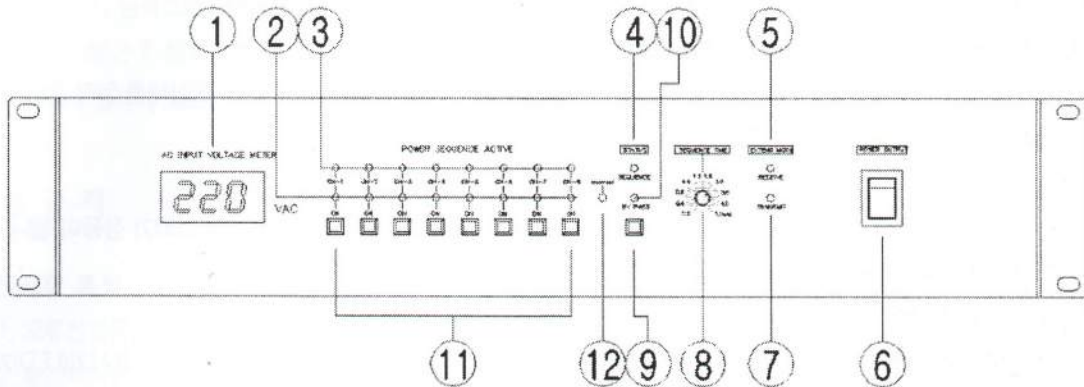 1 2 3 4 10 5
AC INPUT VOLTAGE METER
220
VAC
POWER SEQUENCE ACTIVE
CH-1 CH-2 CH-3 CH-4 CH-5 CH-6 CH-7 CH-8
ON ON ON ON ON ON ON ON
STATUS
SEQUENCE
BY PASS
SEQUENCE TIME
EXTEND MODE
RECEIVE
TRANSMIT
11 12 9 8 7 6